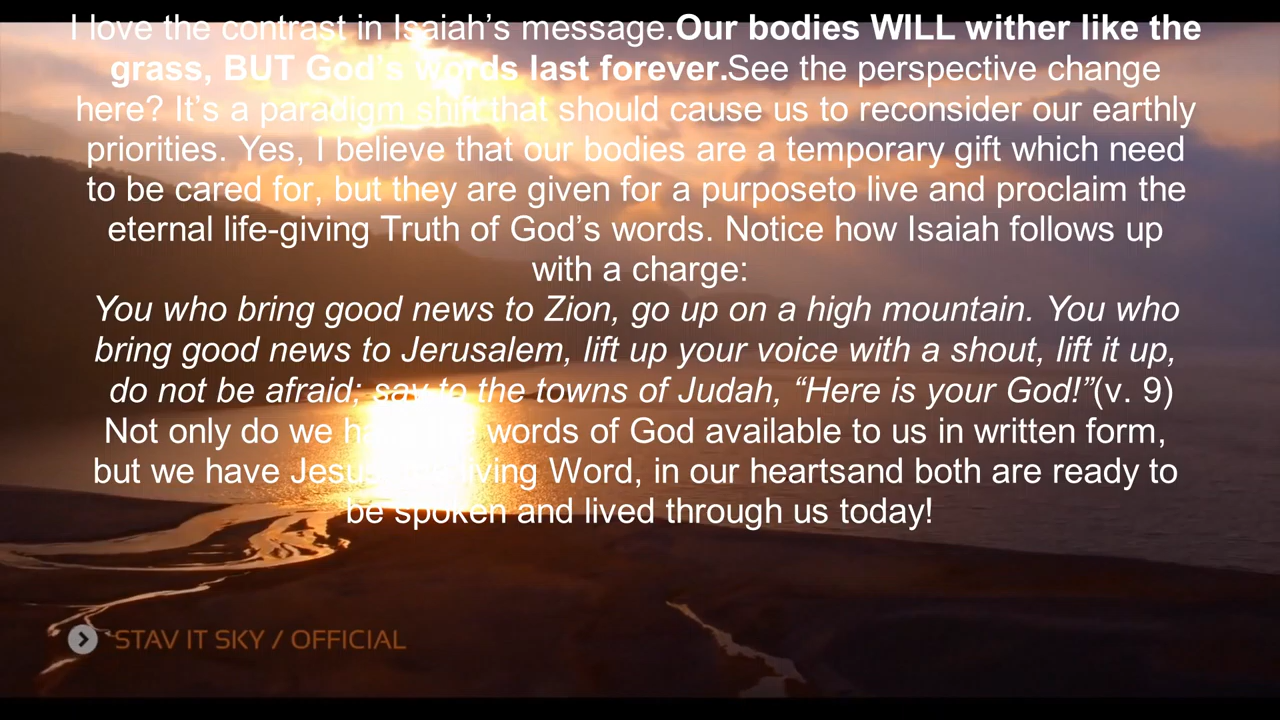 I love the contrast in Isaiah’s message.Our bodies WILL wither like the
grass, BUT God’s words last forever.See the perspective change
here? It’s a paradigm shift that should cause us to reconsider our earthly
priorities. Yes, I believe that our bodies are a temporary gift which need
to be cared for, but they are given for a purposeto live and proclaim the
eternal life-giving Truth of God’s words. Notice how Isaiah follows up
with a charge:
You who bring good news to Zion, go up on a high mountain. You who
bring good news to Jerusalem, lift up your voice with a shout, lift it up,
do not be afraid; say to the towns of Judah, “Here is your God!”(v. 9)
Not only do we have the words of God available to us in written form,
but we have Jesus, the living Word, in our heartsand both are ready to
be spoken and lived through us today!
STAV IT SKY / OFFICIAL